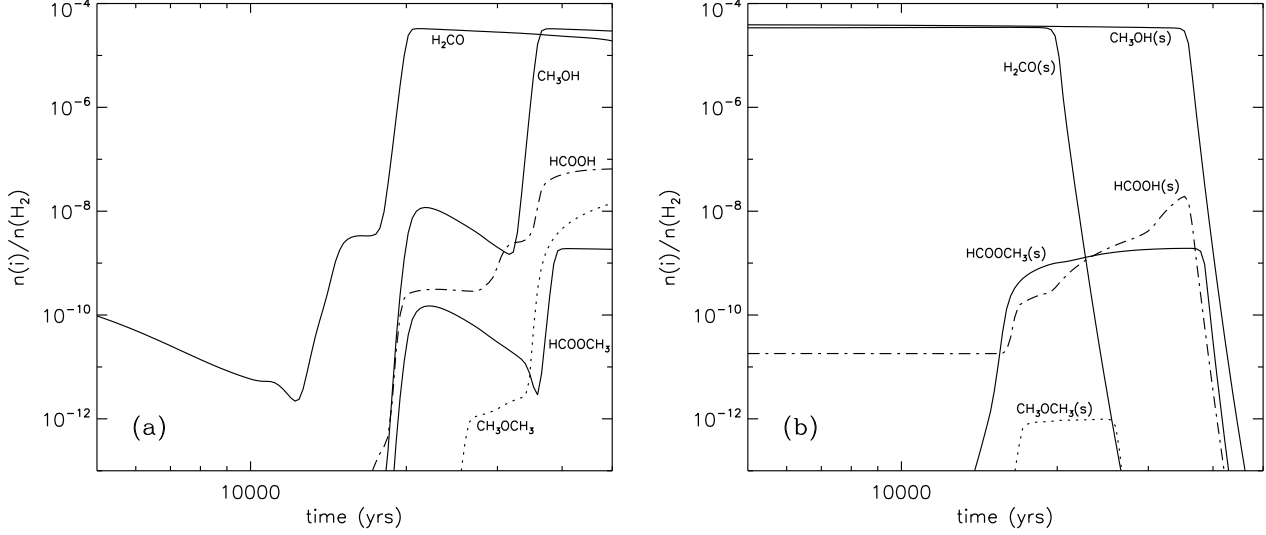 10⁻⁴
10⁻⁶
10⁻⁸
10⁻¹⁰
10⁻¹²
n(i)/n(H₂)
H₂CO
CH₃OH
HCOOH
HCOOCH₃
CH₃OCH₃
(a)
10000
time (yrs)
10⁻⁴
10⁻⁶
10⁻⁸
10⁻¹⁰
10⁻¹²
n(i)/n(H₂)
CH₃OH(s)
H₂CO(s)
HCOOH(s)
HCOOCH₃(s)
CH₃OCH₃(s)
(b)
10000
time (yrs)